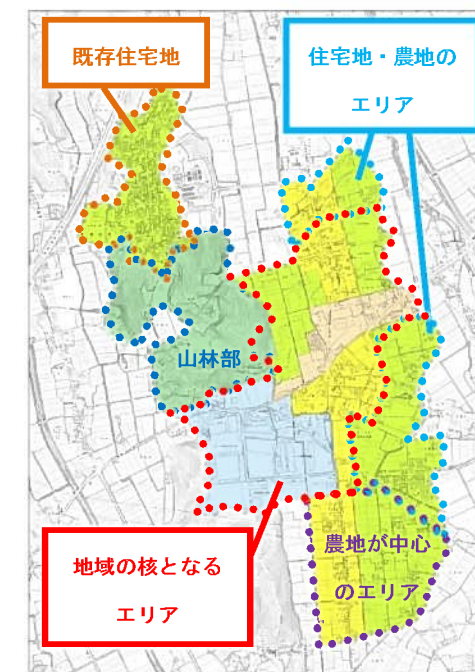 既存住宅地
住宅地・農地の
エリア
山林部
地域の核となる
エリア
農地が中心
のエリア